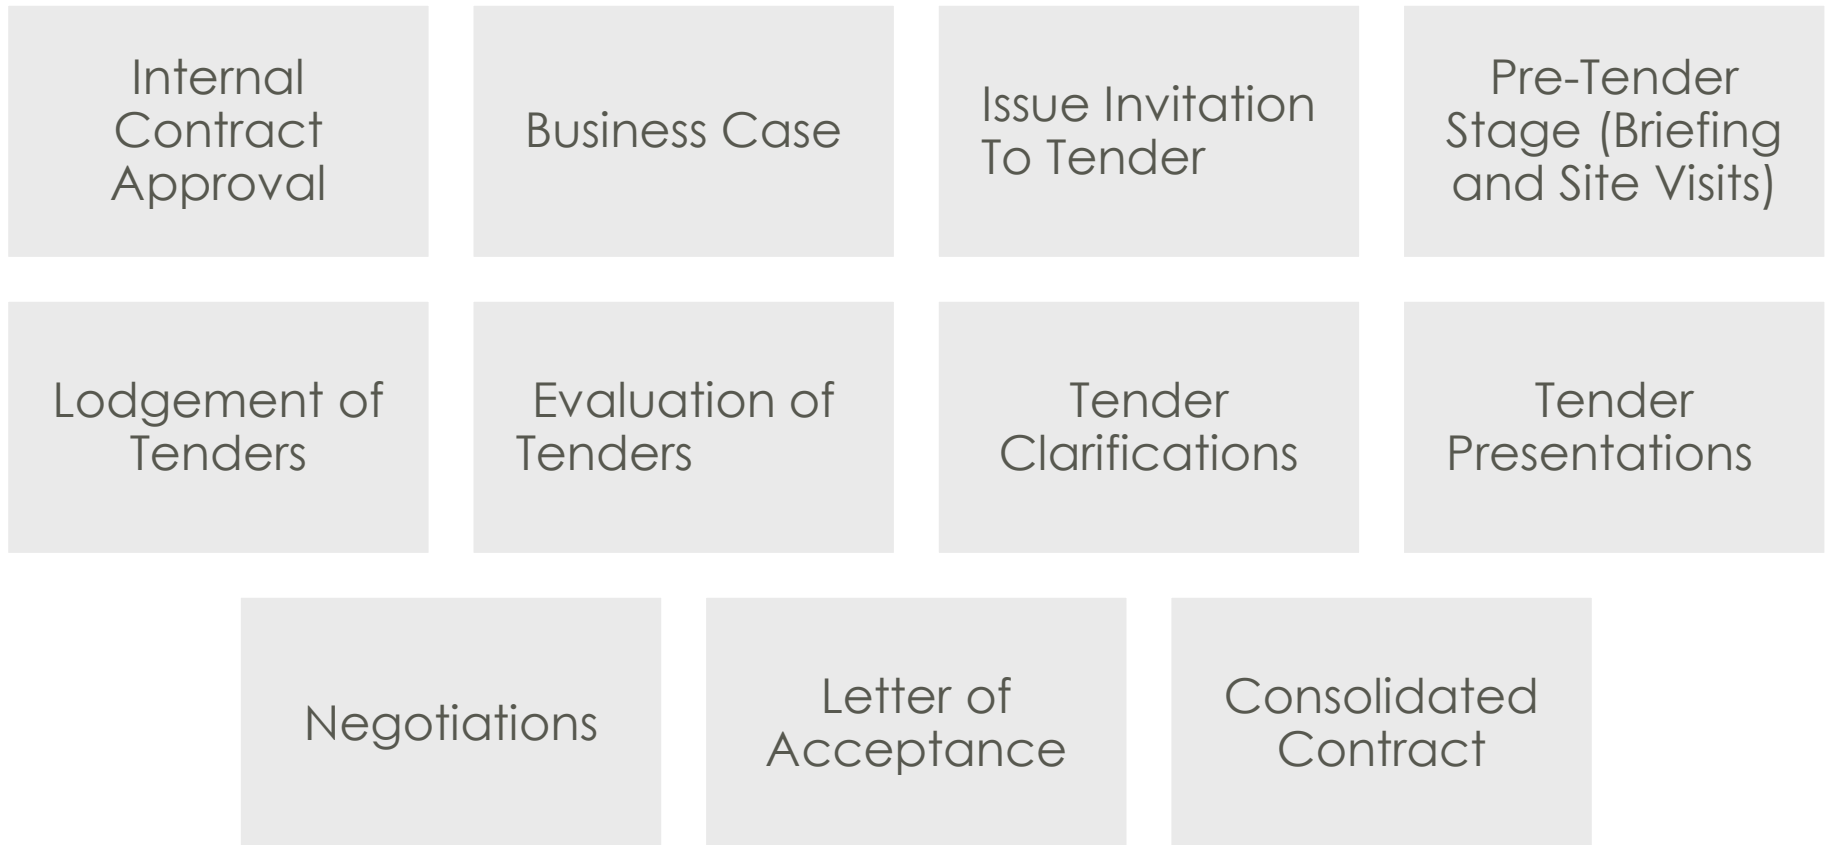 Internal
Contract
Approval
Business Case
Issue Invitation
To Tender
Pre-Tender
Stage (Briefing
and Site Visits)
Lodgement of
Tenders
Evaluation of
Tenders
Tender
Clarifications
Tender
Presentations
Negotiations
Letter of
Acceptance
Consolidated
Contract